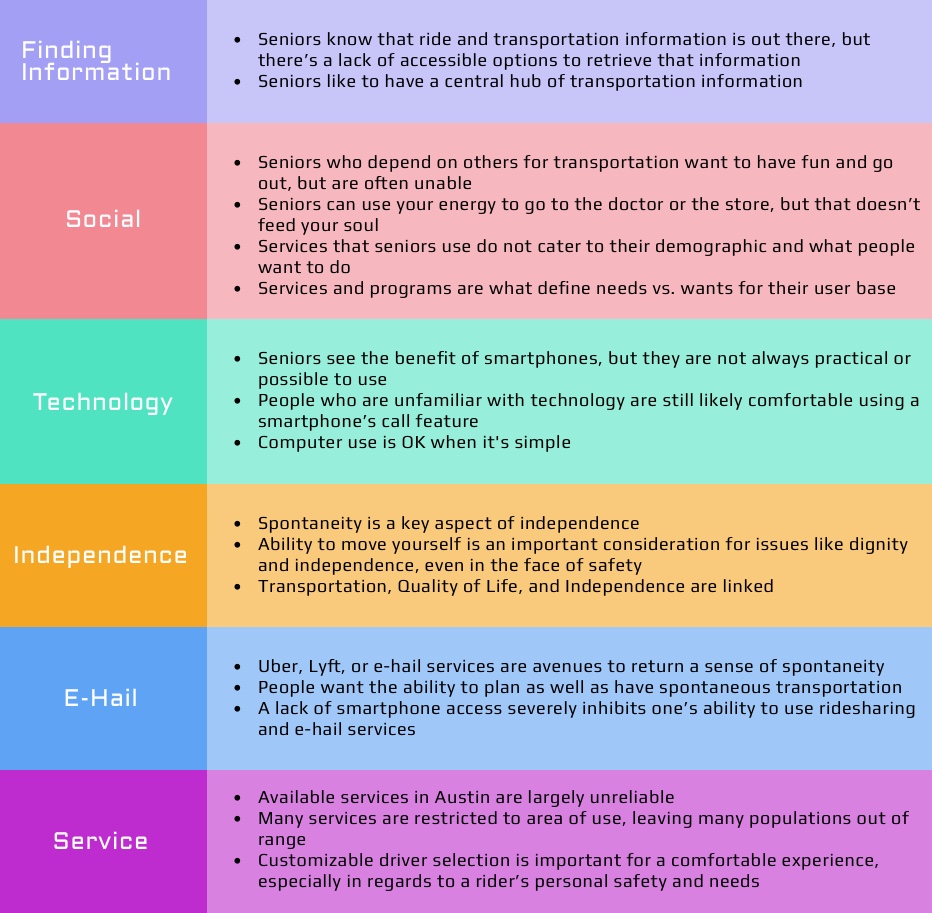 Finding
Information
• Seniors know that ride and transportation information is out there, but
there’s a lack of accessible options to retrieve that information
• Seniors like to have a central hub of transportation information
Social
• Seniors who depend on others for transportation want to have fun and go
out, but are often unable
• Seniors can use your energy to go to the doctor or the store, but that doesn’t
feed your soul
• Services that seniors use do not cater to their demographic and what people
want to do
• Services and programs are what define needs vs. wants for their user base
Technology
• Seniors see the benefit of smartphones, but they are not always practical or
possible to use
• People who are unfamiliar with technology are still likely comfortable using a
smartphone’s call feature
• Computer use is OK when it's simple
Independence
• Spontaneity is a key aspect of independence
• Ability to move yourself is an important consideration for issues like dignity
and independence, even in the face of safety
• Transportation, Quality of Life, and Independence are linked
E-Hail
• Uber, Lyft, or e-hail services are avenues to return a sense of spontaneity
• People want the ability to plan as well as have spontaneous transportation
• A lack of smartphone access severely inhibits one’s ability to use ridesharing
and e-hail services
Service
• Available services in Austin are largely unreliable
• Many services are restricted to area of use, leaving many populations out of
range
• Customizable driver selection is important for a comfortable experience,
especially in regards to a rider’s personal safety and needs